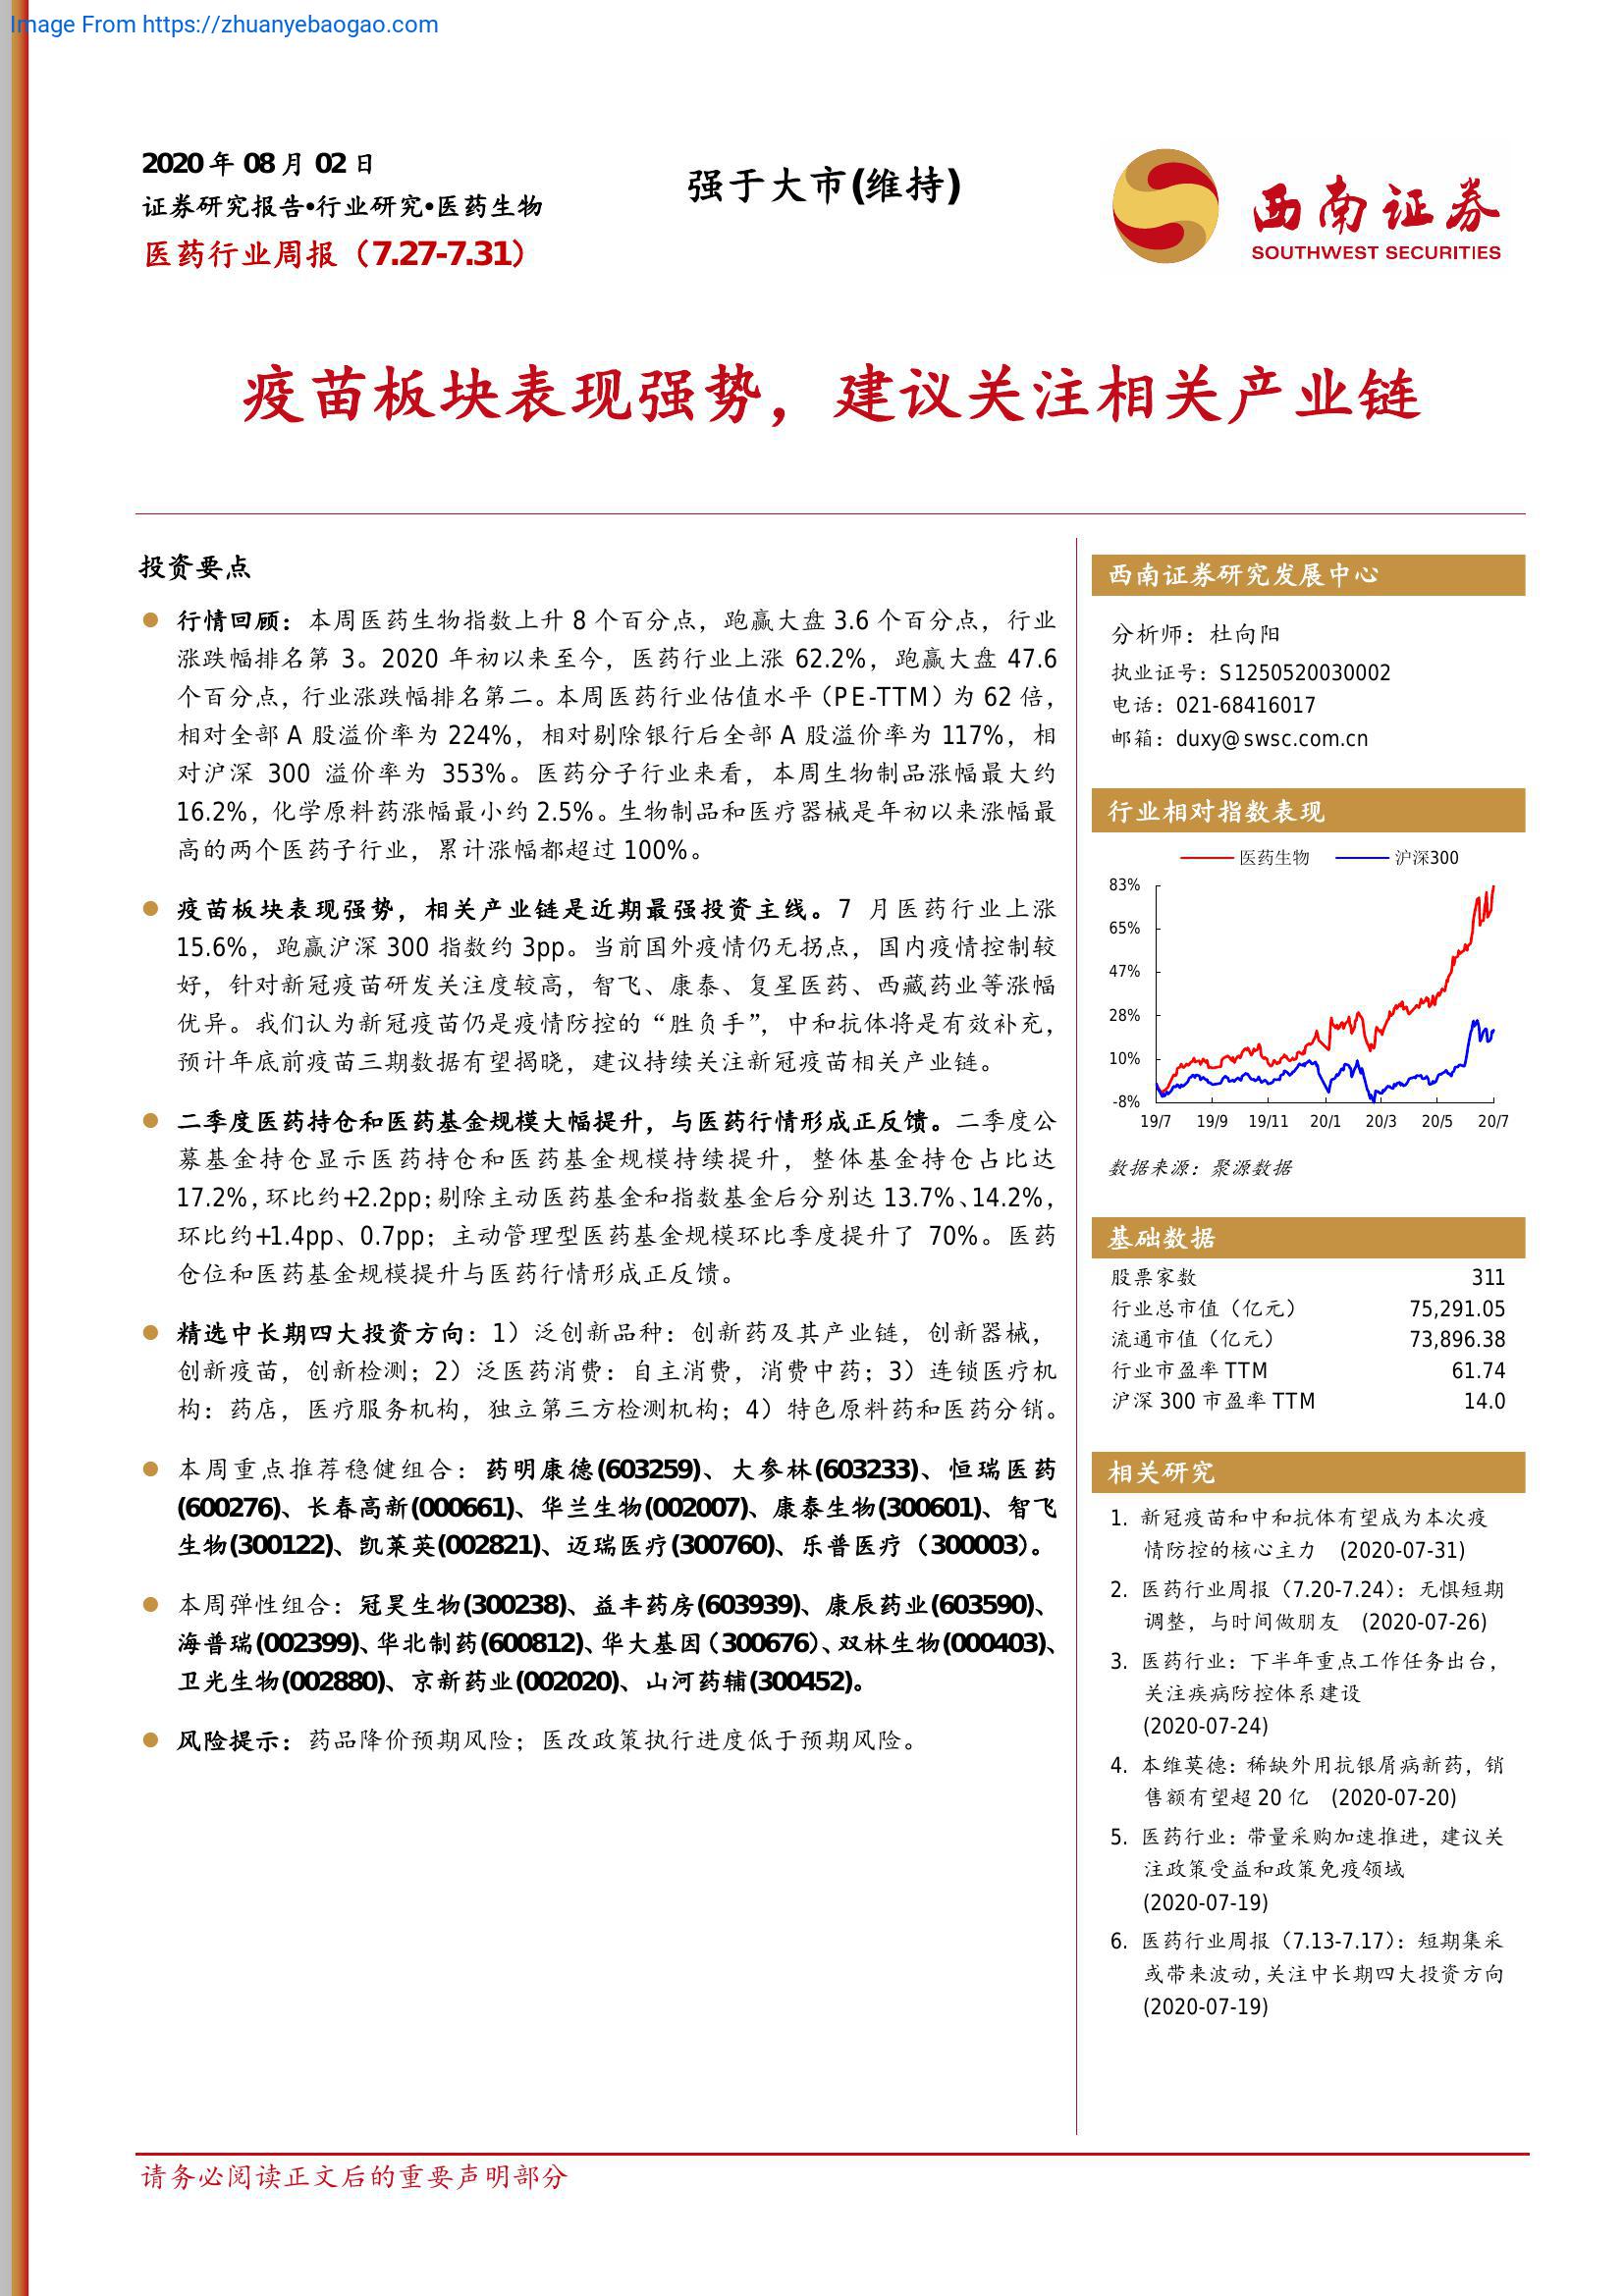 Image From https://zhuanyebaogao.com
2020 年 08 月 02 日
证券研究报告•行业研究•医药生物
医药行业周报（7.27-7.31）
强于大市(维持)
西南证券
SOUTHWEST SECURITIES
疫苗板块表现强势，建议关注相关产业链
投资要点
行情回顾：本周医药生物指数上升 8 个百分点，跑赢大盘 3.6 个百分点，行业
涨跌幅排名第 3。2020 年初以来至今，医药行业上涨 62.2%，跑赢大盘 47.6
个百分点，行业涨跌幅排名第二。本周医药行业估值水平（PE-TTM）为 62 倍，
相对全部 A 股溢价率为 224%，相对剔除银行后全部 A 股溢价率为 117%，相
对沪深 300 溢价率为 353%。医药分子行业来看，本周生物制品涨幅最大约
16.2%，化学原料药涨幅最小约 2.5%。生物制品和医疗器械是年初以来涨幅最
高的两个医药子行业，累计涨幅都超过 100%。
疫苗板块表现强势，相关产业链是近期最强投资主线。7 月医药行业上涨
15.6%，跑赢沪深 300 指数约 3pp。当前国外疫情仍无拐点，国内疫情控制较
好，针对新冠疫苗研发关注度较高，智飞、康泰、复星医药、西藏药业等涨幅
优异。我们认为新冠疫苗仍是疫情防控的“胜负手”，中和抗体将是有效补充，
预计年底前疫苗三期数据有望揭晓，建议持续关注新冠疫苗相关产业链。
二季度医药持仓和医药基金规模大幅提升，与医药行情形成正反馈。二季度公
募基金持仓显示医药持仓和医药基金规模持续提升，整体基金持仓占比达
17.2%，环比约+2.2pp；剔除主动医药基金和指数基金后分别达 13.7%、14.2%，
环比约+1.4pp、0.7pp；主动管理型医药基金规模环比季度提升了 70%。医药
仓位和医药基金规模提升与医药行情形成正反馈。
精选中长期四大投资方向：1）泛创新品种：创新药及其产业链，创新器械，
创新疫苗，创新检测；2）泛医药消费：自主消费，消费中药；3）连锁医疗机
构：药店，医疗服务机构，独立第三方检测机构；4）特色原料药和医药分销。
本周重点推荐稳健组合：药明康德(603259)、大参林(603233)、恒瑞医药
(600276)、长春高新(000661)、华兰生物(002007)、康泰生物(300601)、智飞
生物(300122)、凯莱英(002821)、迈瑞医疗(300760)、乐普医疗（300003）。
本周弹性组合：冠昊生物(300238)、益丰药房(603939)、康辰药业(603590)、
海普瑞(002399)、华北制药(600812)、华大基因（300676）、双林生物(000403)、
卫光生物(002880)、京新药业(002020)、山河药辅(300452)。
风险提示：药品降价预期风险；医改政策执行进度低于预期风险。
西南证券研究发展中心
分析师：杜向阳
执业证号：S1250520030002
电话：021-68416017
邮箱：duxy@swsc.com.cn
行业相对指数表现
医药生物 沪深300
83%
65%
47%
28%
10%
-8%
19/7 19/9 19/11 20/1 20/3 20/5 20/7
数据来源：聚源数据
基础数据
股票家数 311
行业总市值（亿元） 75,291.05
流通市值（亿元） 73,896.38
行业市盈率 TTM 61.74
沪深 300 市盈率 TTM 14.0
相关研究
1. 新冠疫苗和中和抗体有望成为本次疫
情防控的核心主力 (2020-07-31)
2. 医药行业周报（7.20-7.24）：无惧短期
调整，与时间做朋友 (2020-07-26)
3. 医药行业：下半年重点工作任务出台，
关注疾病防控体系建设
(2020-07-24)
4. 本维莫德：稀缺外用抗银屑病新药，销
售额有望超 20 亿 (2020-07-20)
5. 医药行业：带量采购加速推进，建议关
注政策受益和政策免疫领域
(2020-07-19)
6. 医药行业周报（7.13-7.17）：短期集采
或带来波动，关注中长期四大投资方向
(2020-07-19)
请务必阅读正文后的重要声明部分